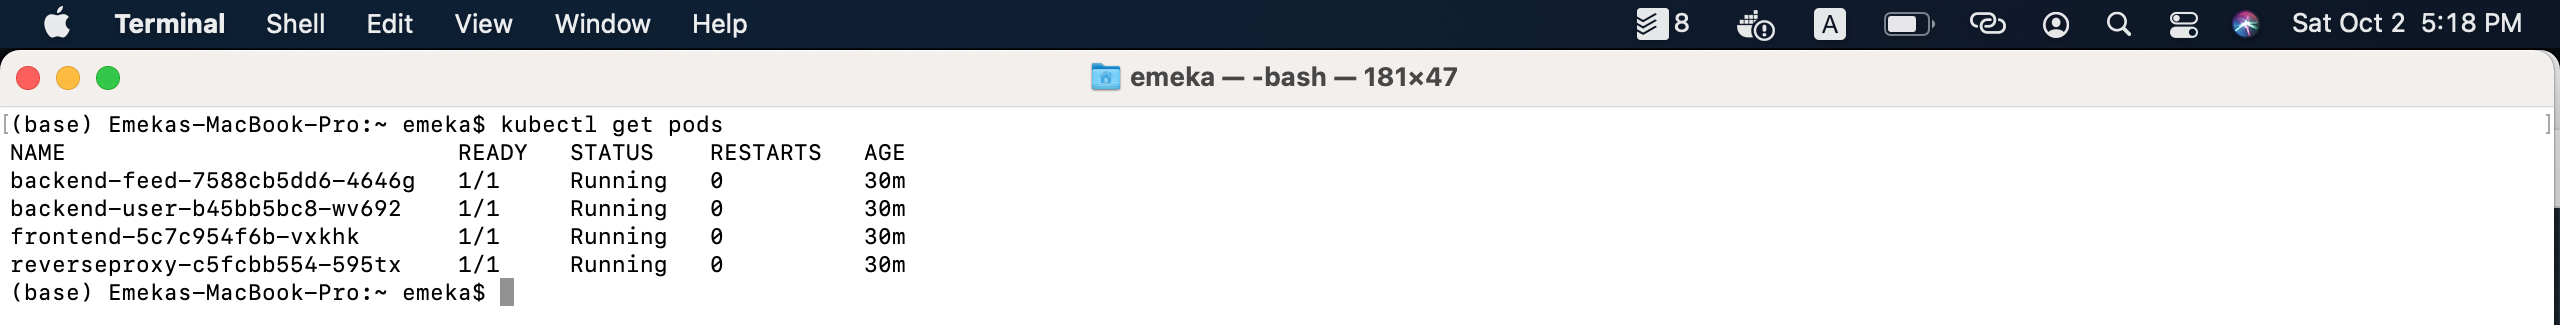 Terminal Shell Edit View Window Help 8 A Sat Oct 2 5:18 PM
emeka — -bash — 181×47
[(base) Emekas-MacBook-Pro:~ emeka$ kubectl get pods ]
NAME READY STATUS RESTARTS AGE
backend-feed-7588cb5dd6-4646g 1/1 Running 0 30m
backend-user-b45bb5bc8-wv692 1/1 Running 0 30m
frontend-5c7c954f6b-vxkhk 1/1 Running 0 30m
reverseproxy-c5fcbb554-595tx 1/1 Running 0 30m
(base) Emekas-MacBook-Pro:~ emeka$